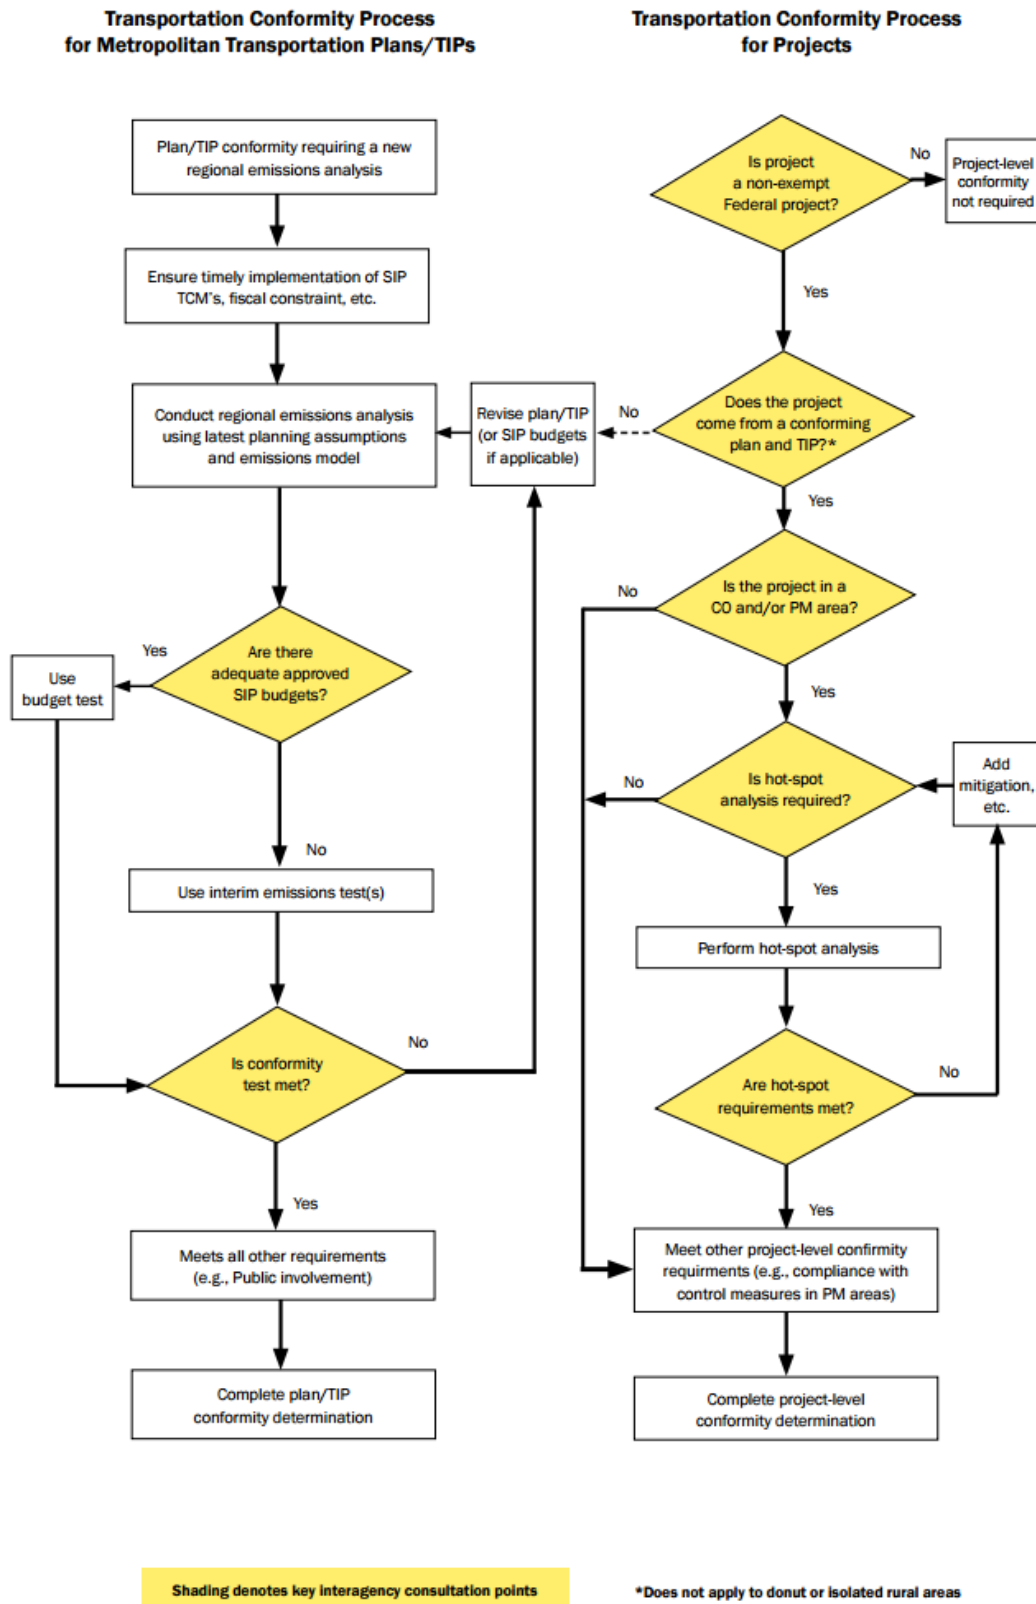 Transportation Conformity Process
for Metropolitan Transportation Plans/TIPs
Plan/TIP conformity requiring a new
regional emissions analysis
Ensure timely implementation of SIP
TCM's, fiscal constraint, etc.
Conduct regional emissions analysis
using latest planning assumptions
and emissions model
Revise plan/TIP
(or SIP budgets
if applicable)
Are there
adequate approved
SIP budgets?
Yes
Use
budget test
No
Use interim emissions test(s)
Is conformity
test met?
No
Yes
Meets all other requirements
(e.g., Public involvement)
Complete plan/TIP
conformity determination
Transportation Conformity Process
for Projects
Is project
a non-exempt
Federal project?
No
Project-level
conformity
not required
Yes
Does the project
come from a conforming
plan and TIP?*
No
Yes
Is the project in a
CO and/or PM area?
No
Yes
Is hot-spot
analysis required?
No
Add
mitigation,
etc.
Yes
Perform hot-spot analysis
Are hot-spot
requirements met?
No
Yes
Meet other project-level confirmity
requirments (e.g., compliance with
control measures in PM areas)
Complete project-level
conformity determination
Shading denotes key interagency consultation points
*Does not apply to donut or isolated rural areas